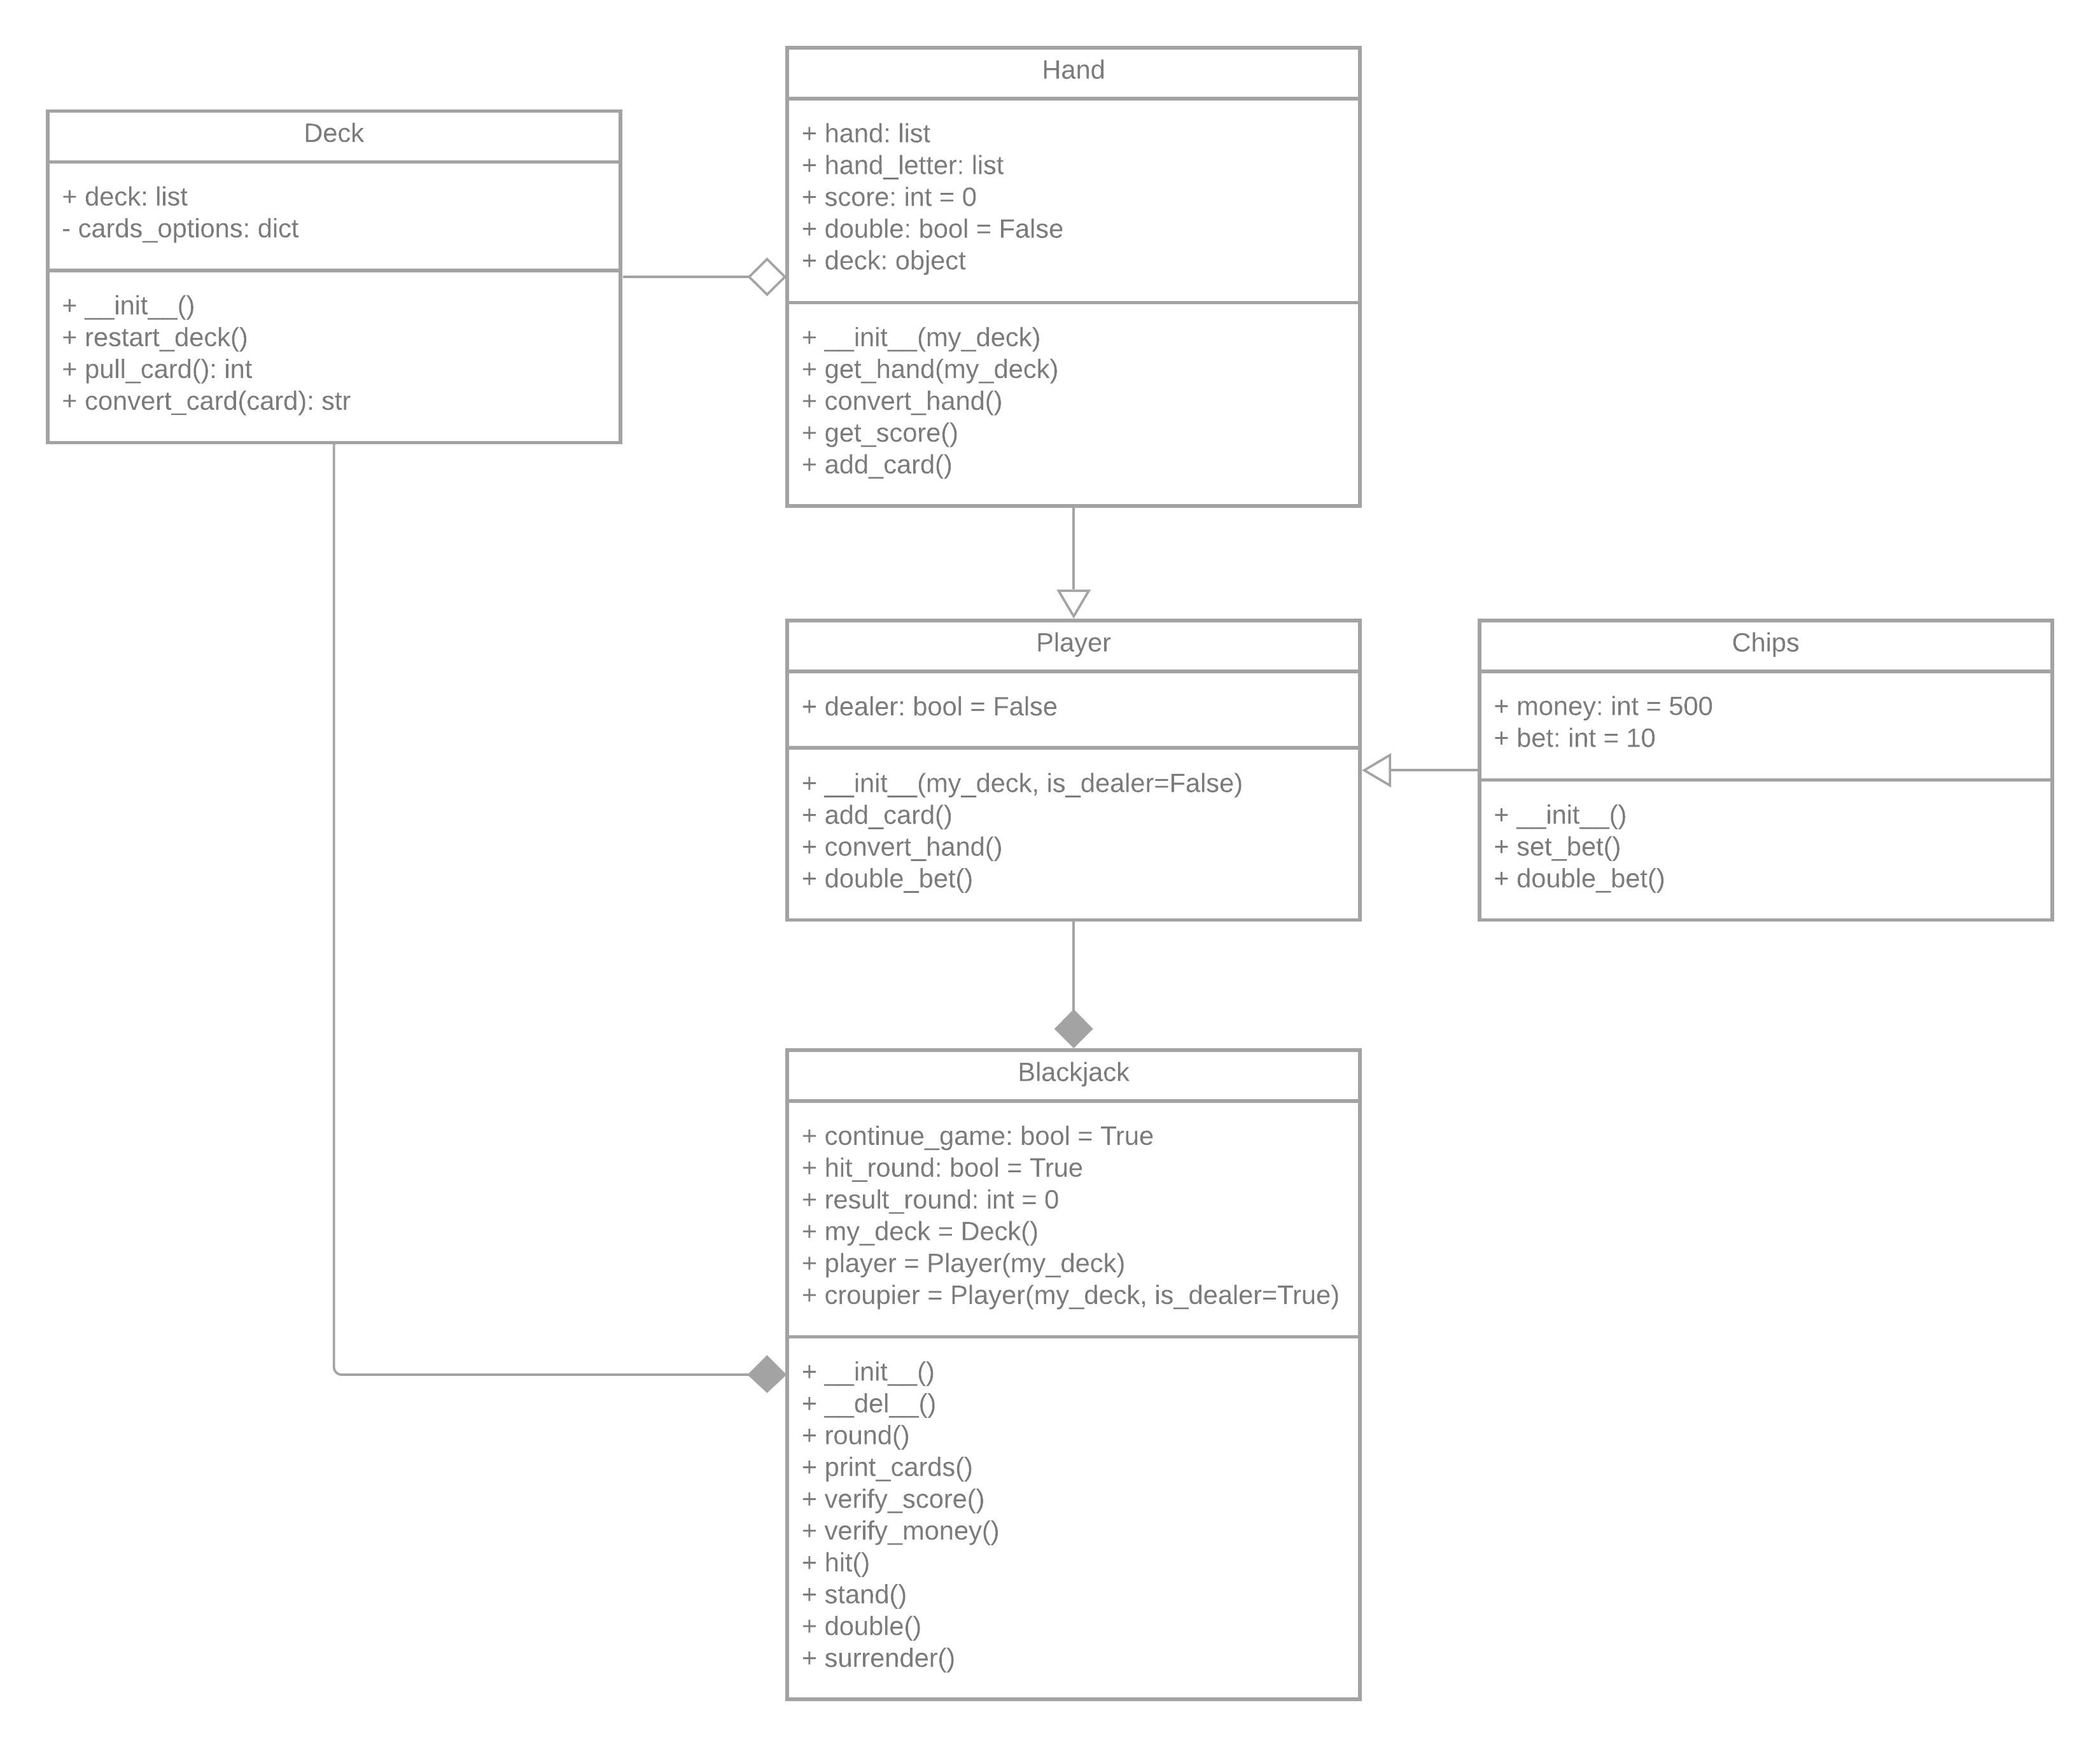 Hand
+ hand: list
+ hand_letter: list
+ score: int = 0
+ double: bool = False
+ deck: object
+ __init__(my_deck)
+ get_hand(my_deck)
+ convert_hand()
+ get_score()
+ add_card()
Deck
+ deck: list
- cards_options: dict
+ __init__()
+ restart_deck()
+ pull_card(): int
+ convert_card(card): str
Player
+ dealer: bool = False
+ __init__(my_deck, is_dealer=False)
+ add_card()
+ convert_hand()
+ double_bet()
Chips
+ money: int = 500
+ bet: int = 10
+ __init__()
+ set_bet()
+ double_bet()
Blackjack
+ continue_game: bool = True
+ hit_round: bool = True
+ result_round: int = 0
+ my_deck = Deck()
+ player = Player(my_deck)
+ croupier = Player(my_deck, is_dealer=True)
+ __init__()
+ __del__()
+ round()
+ print_cards()
+ verify_score()
+ verify_money()
+ hit()
+ stand()
+ double()
+ surrender()